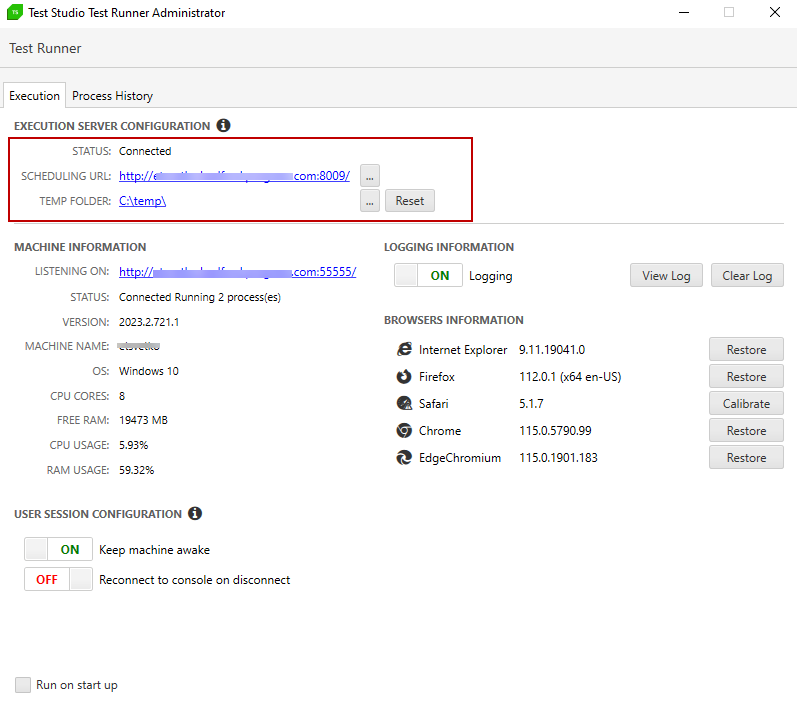 Test Studio Test Runner Administrator
Test Runner
Execution Process History
EXECUTION SERVER CONFIGURATION
STATUS: Connected
SCHEDULING URL: http:// .com:8009/ ...
TEMP FOLDER: C:\temp\ ... Reset
MACHINE INFORMATION
LISTENING ON: http:// .com:55555/
STATUS: Connected Running 2 process(es)
VERSION: 2023.2.721.1
MACHINE NAME:
OS: Windows 10
CPU CORES: 8
FREE RAM: 19473 MB
CPU USAGE: 5.93%
RAM USAGE: 59.32%
LOGGING INFORMATION
ON Logging View Log Clear Log
BROWSERS INFORMATION
Internet Explorer 9.11.19041.0 Restore
Firefox 112.0.1 (x64 en-US) Restore
Safari 5.1.7 Calibrate
Chrome 115.0.5790.99 Restore
EdgeChromium 115.0.1901.183 Restore
USER SESSION CONFIGURATION
ON Keep machine awake
OFF Reconnect to console on disconnect
Run on start up